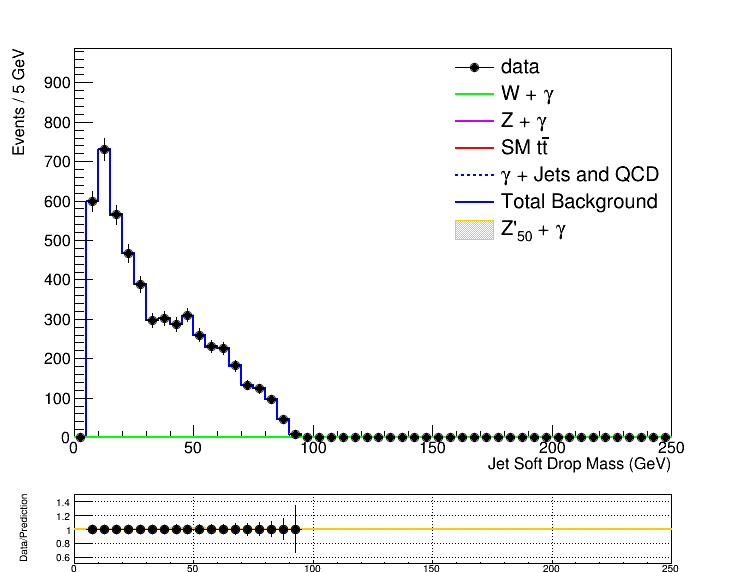 Events / 5 GeV
900
800
700
600
500
400
300
200
100
0
data
W + γ
Z + γ
SM tt̄
γ + Jets and QCD
Total Background
Z'50 + γ
0 50 100 150 200 250
Jet Soft Drop Mass (GeV)
Data/Prediction
1.4
1.2
1
0.8
0.6
0 50 100 150 200 250